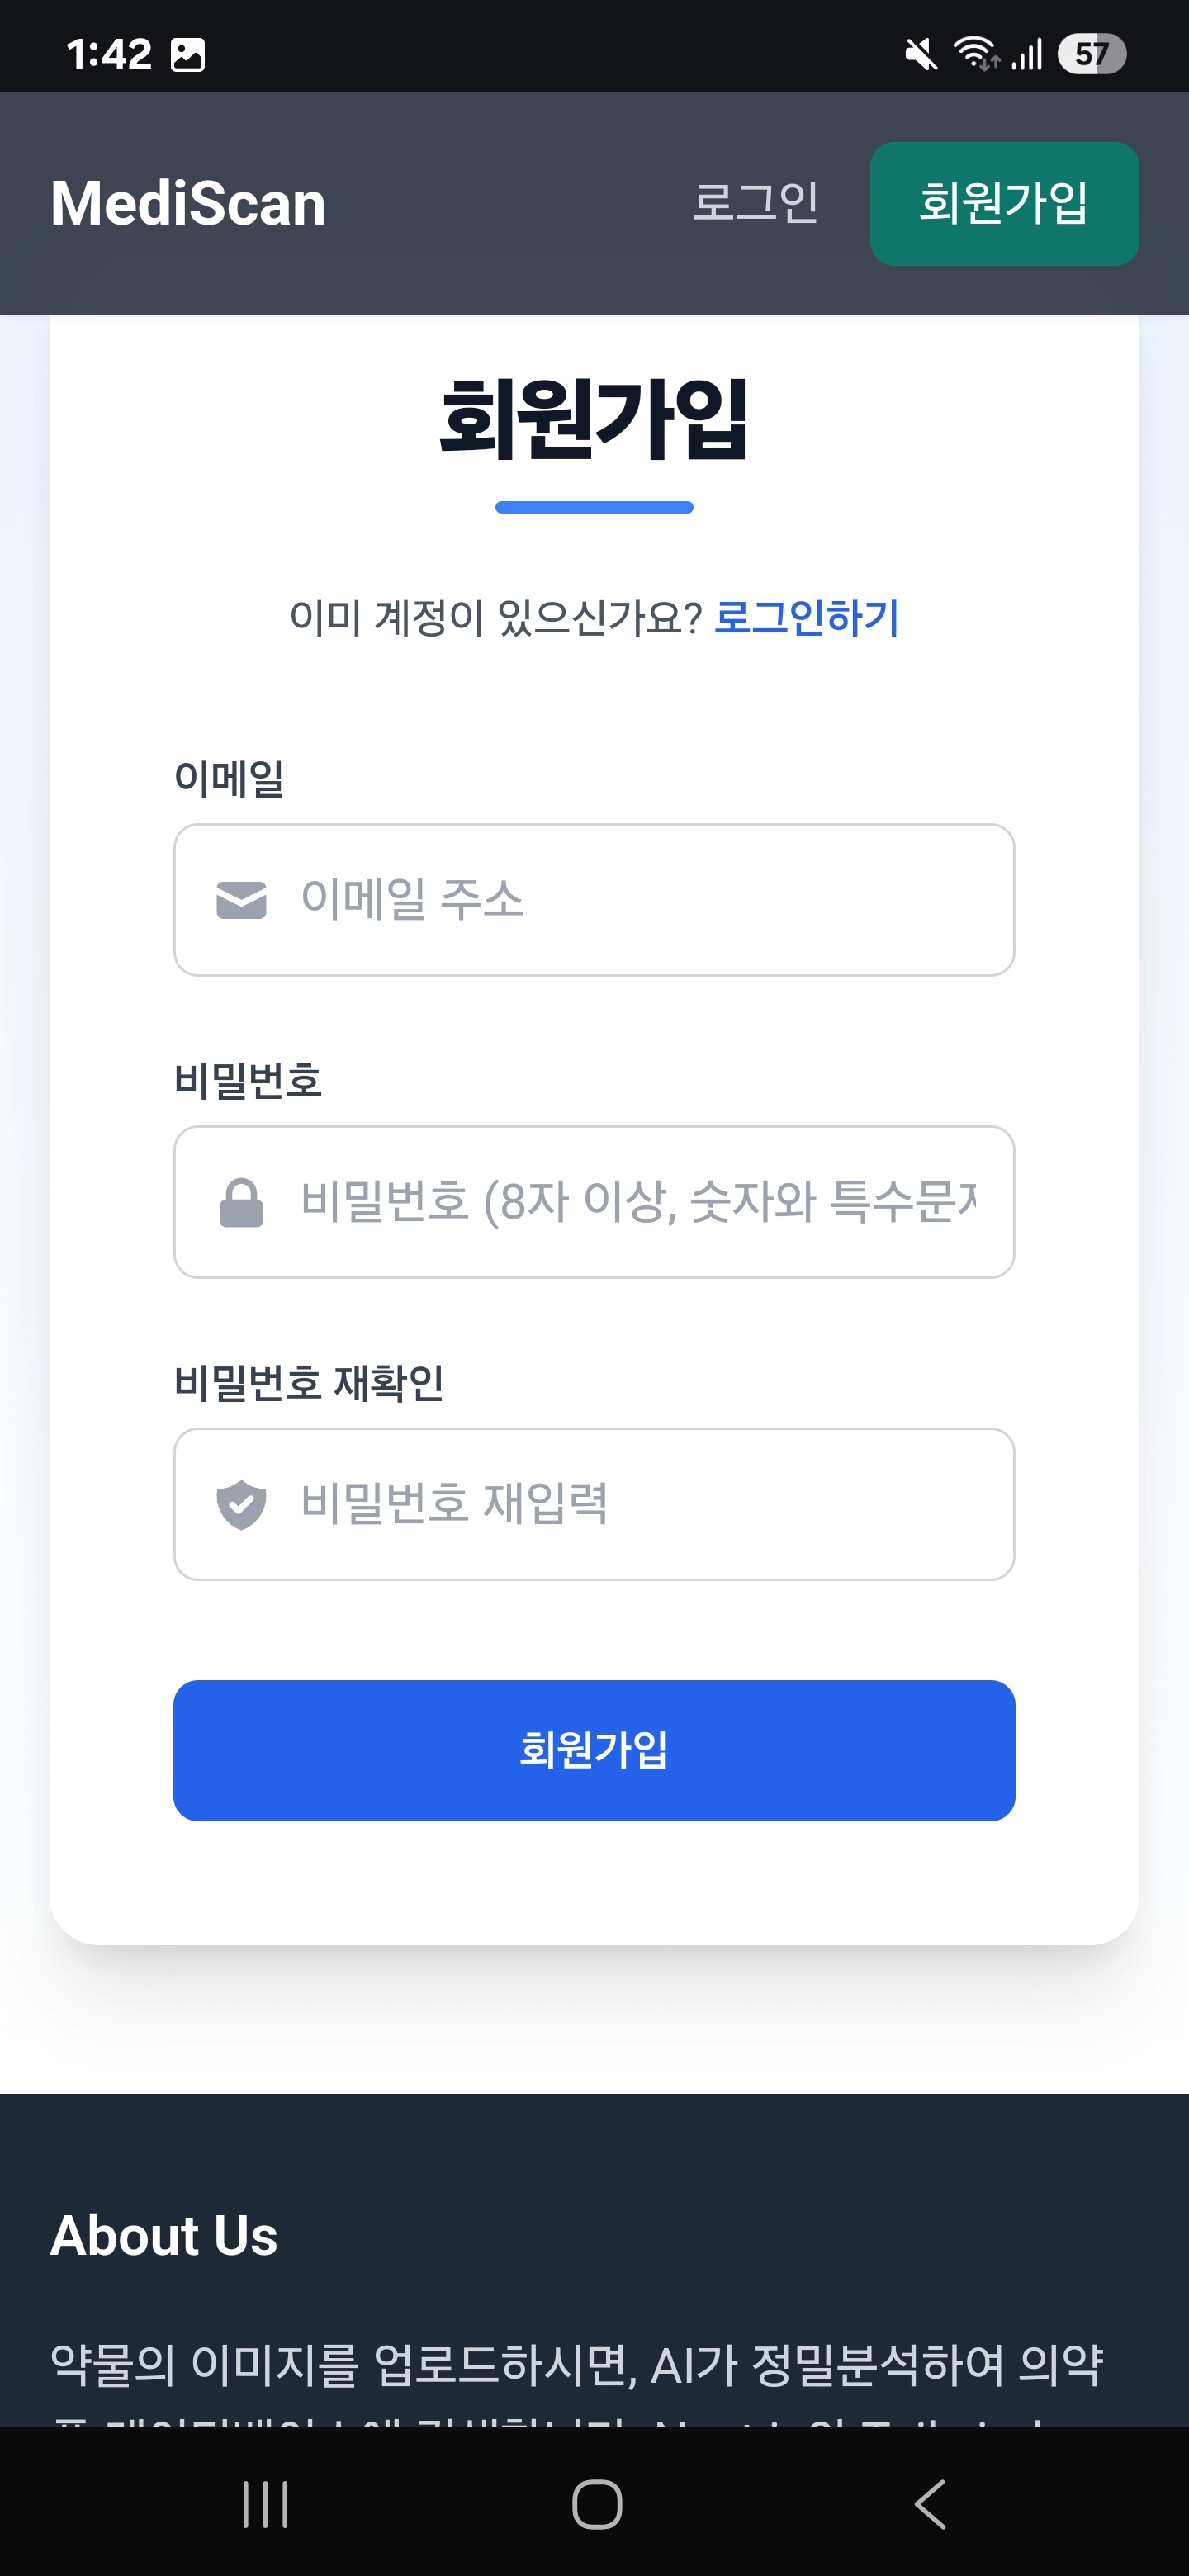 1:42
57
MediScan
로그인
회원가입
회원가입
이미 계정이 있으신가요? 로그인하기
이메일
이메일 주소
비밀번호
비밀번호 (8자 이상, 숫자와 특수문자
비밀번호 재확인
비밀번호 재입력
회원가입
About Us
약물의 이미지를 업로드하시면, AI가 정밀분석하여 의약